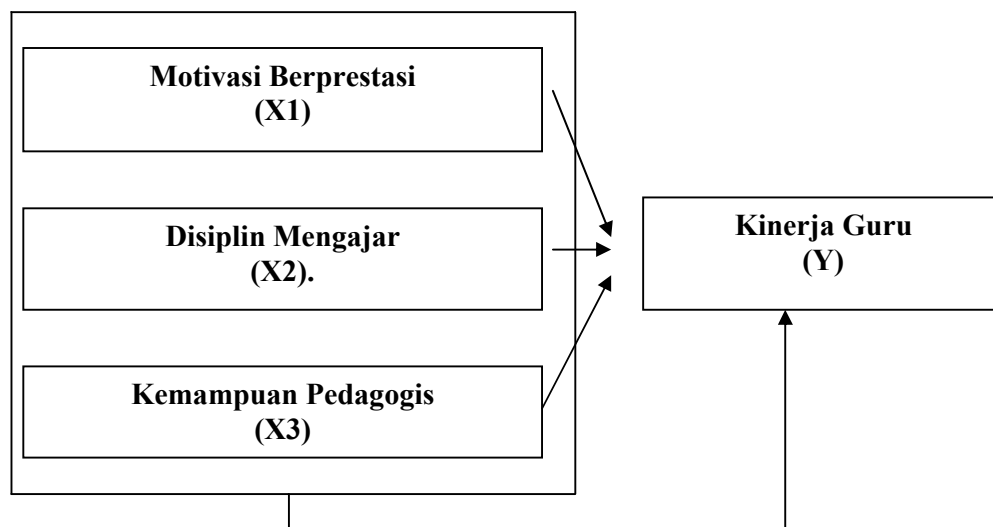 Motivasi Berprestasi
(X1)
Disiplin Mengajar
(X2).
Kemampuan Pedagogis
(X3)
Kinerja Guru
(Y)